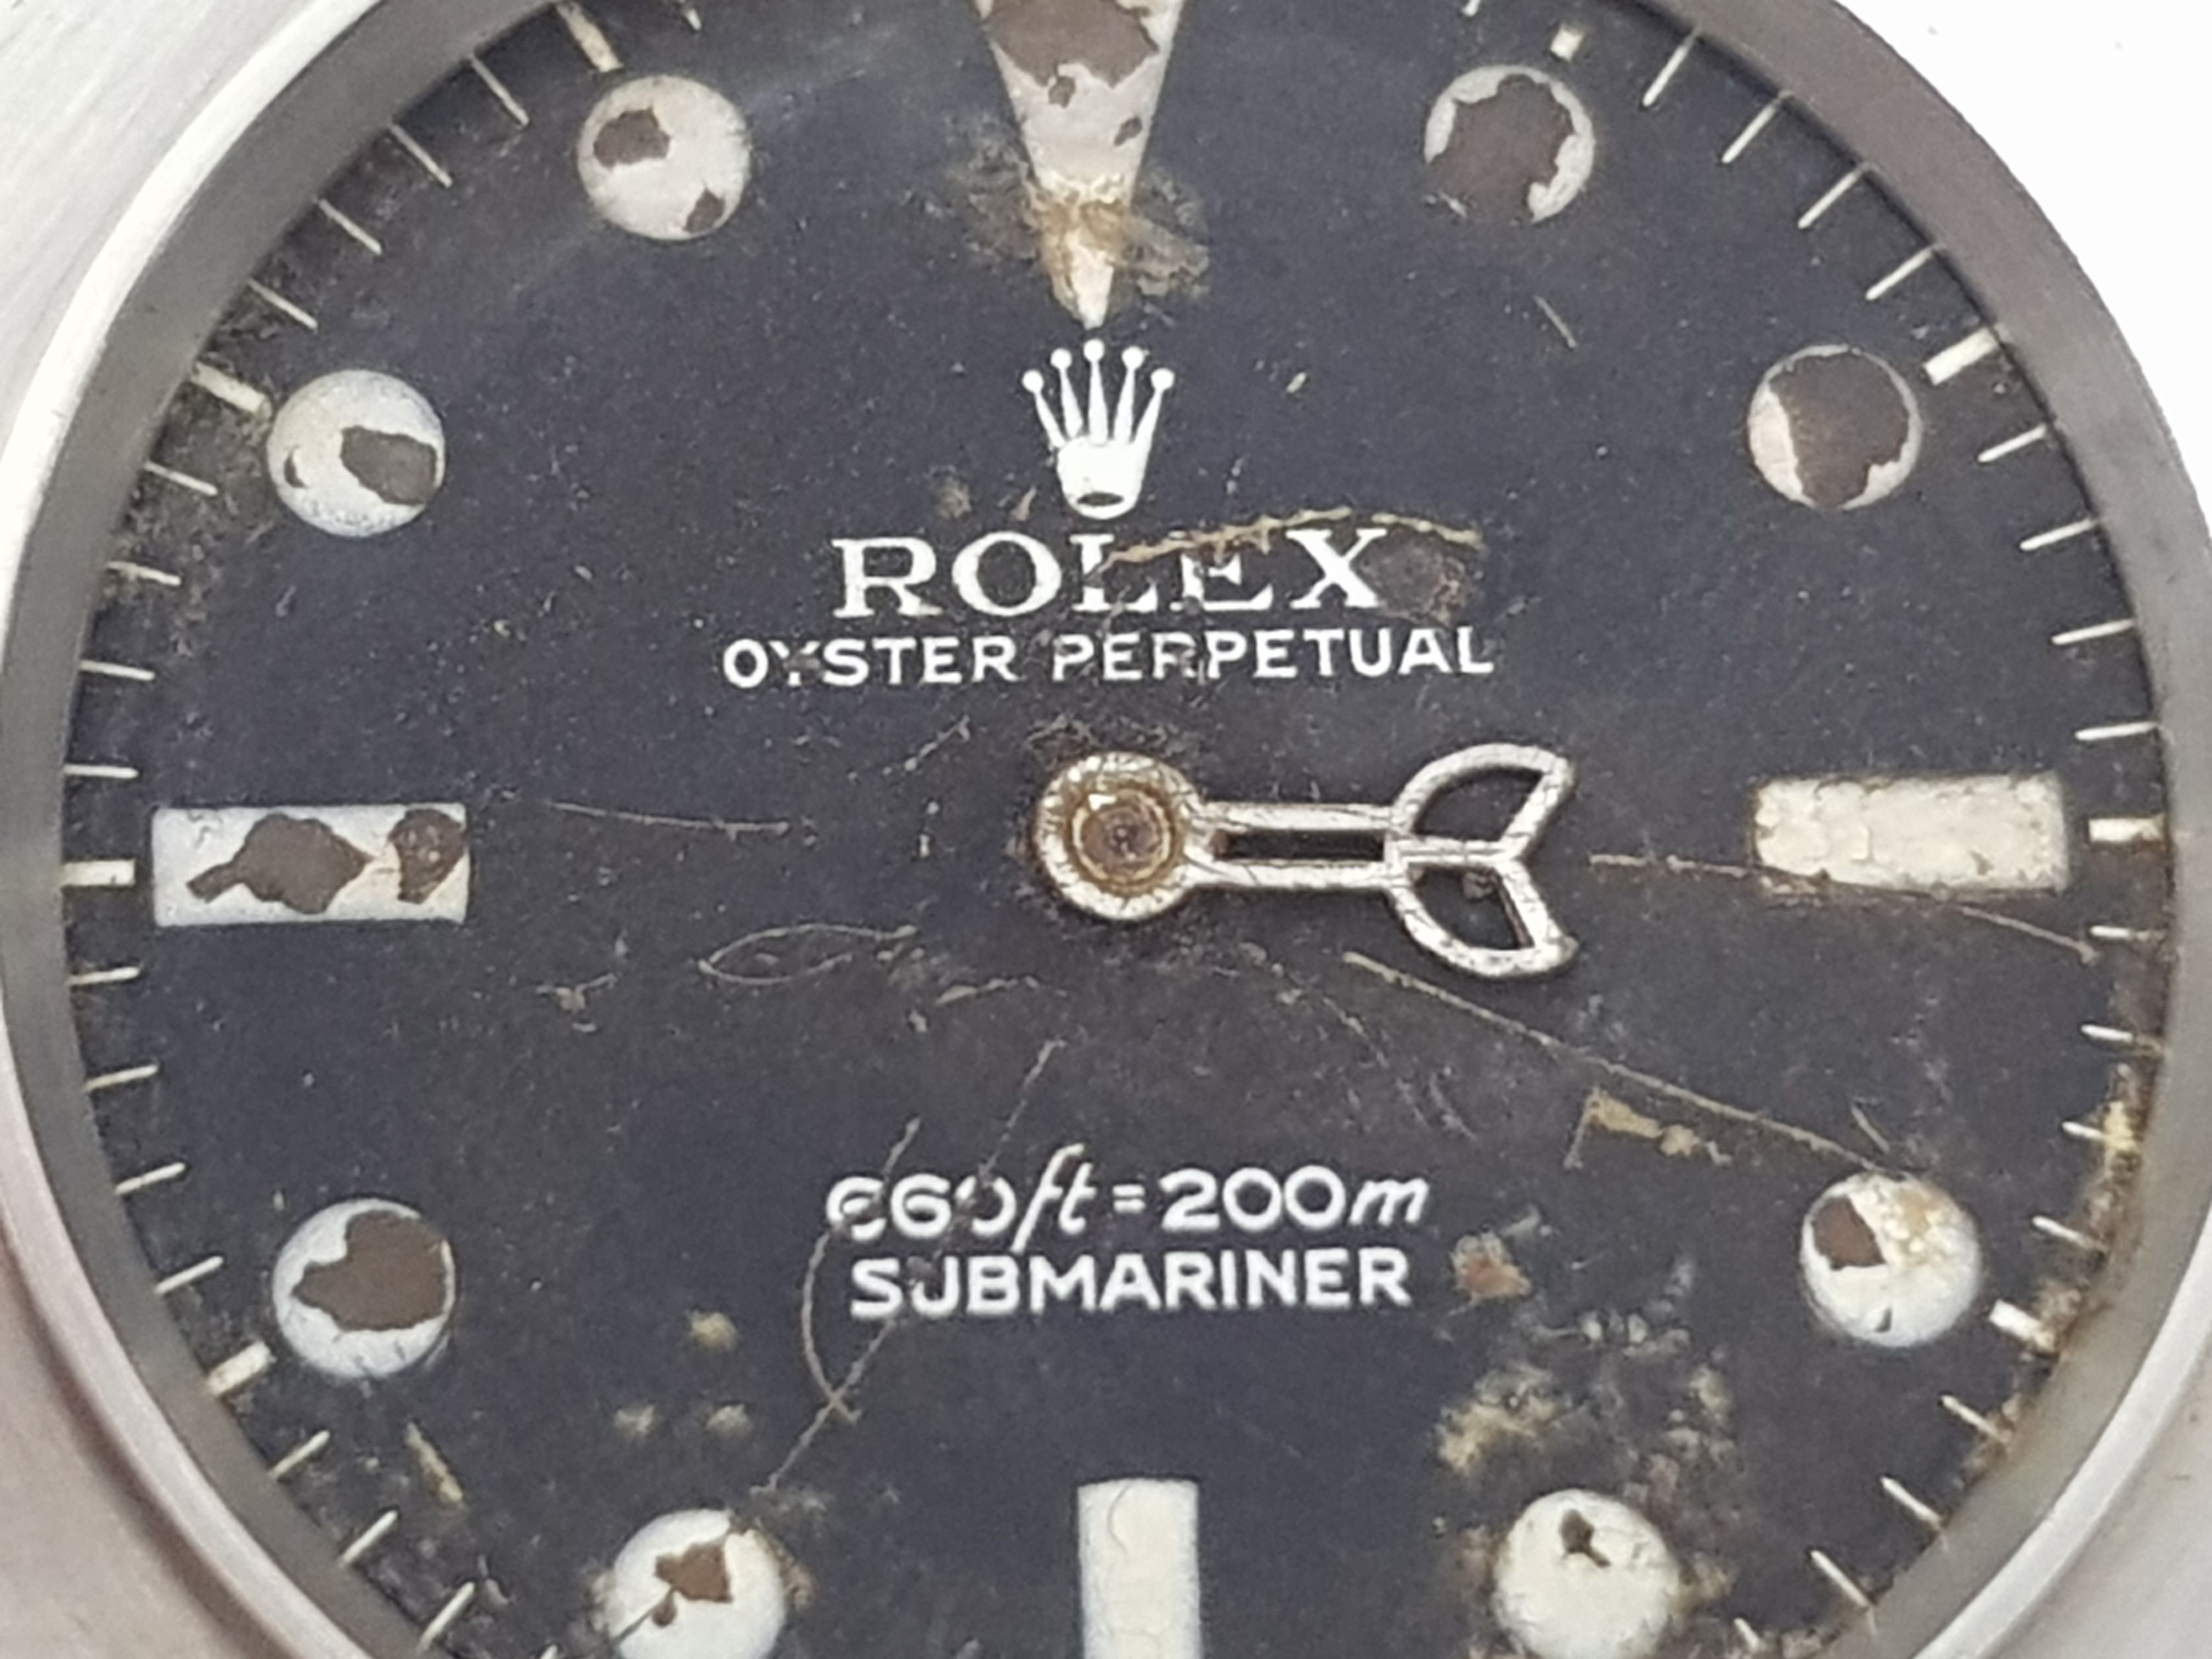 ROLEX
OYSTER PERPETUAL
660ft = 200m
SUBMARINER